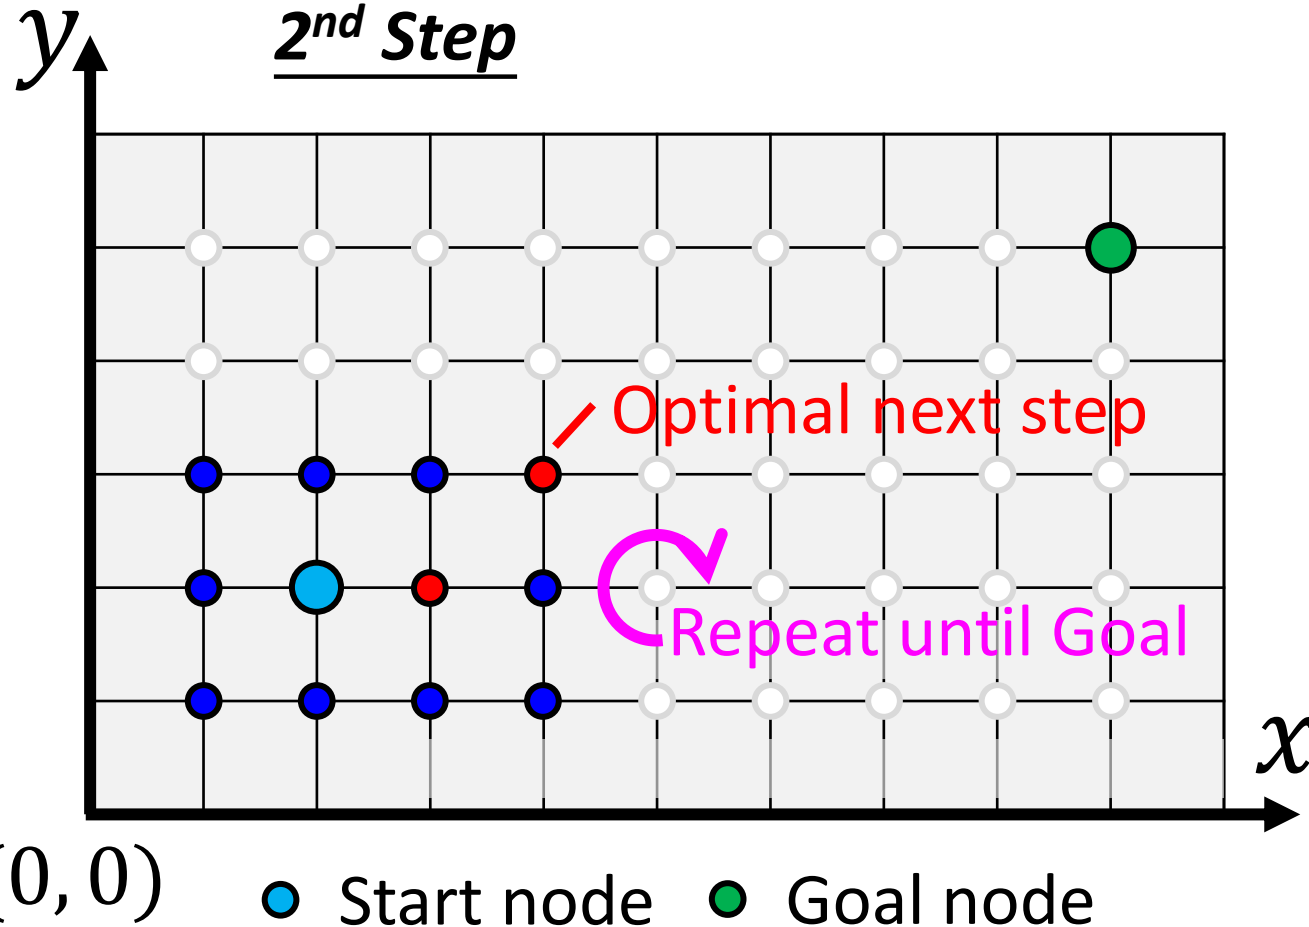 y
2nd Step
Optimal next step
Repeat until Goal
x
(0, 0)
Start node
Goal node